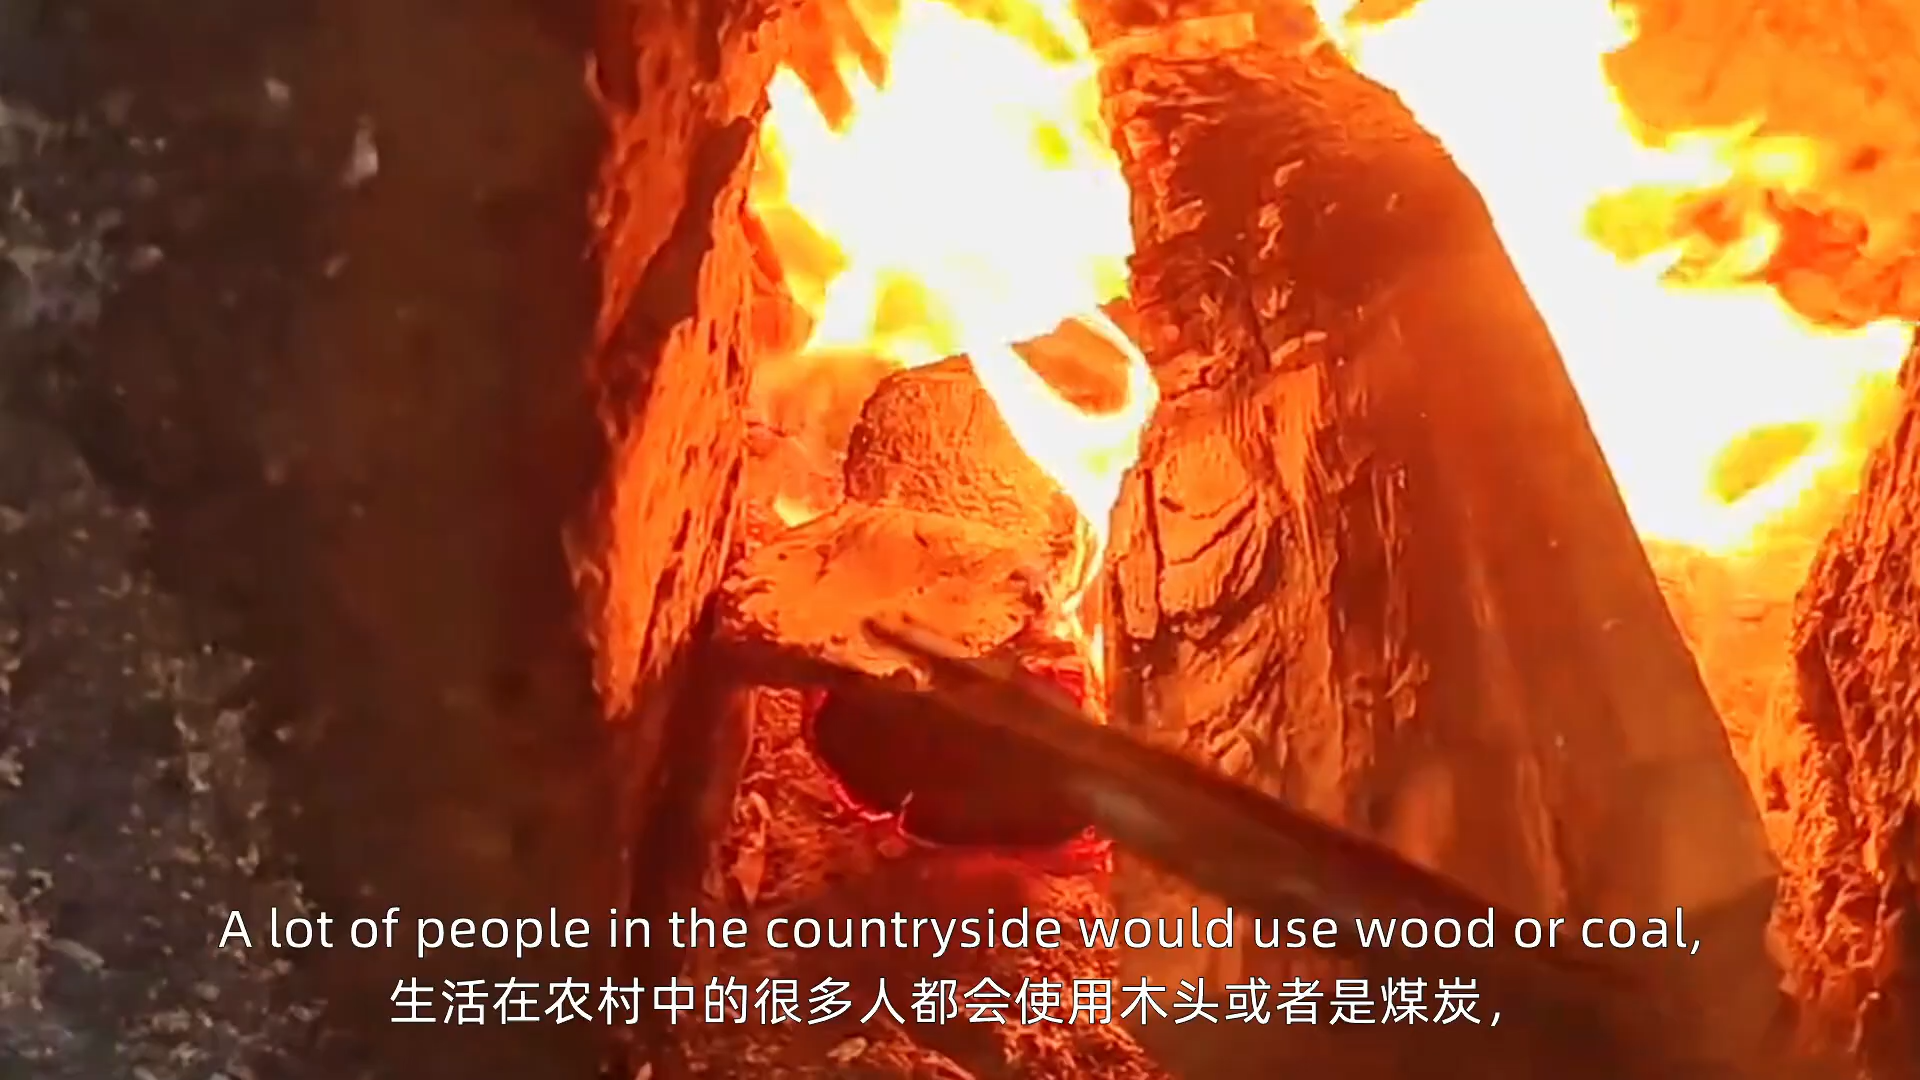 A lot of people in the countryside would use wood or coal,
生活在农村中的很多人都会使用木头或者是煤炭，